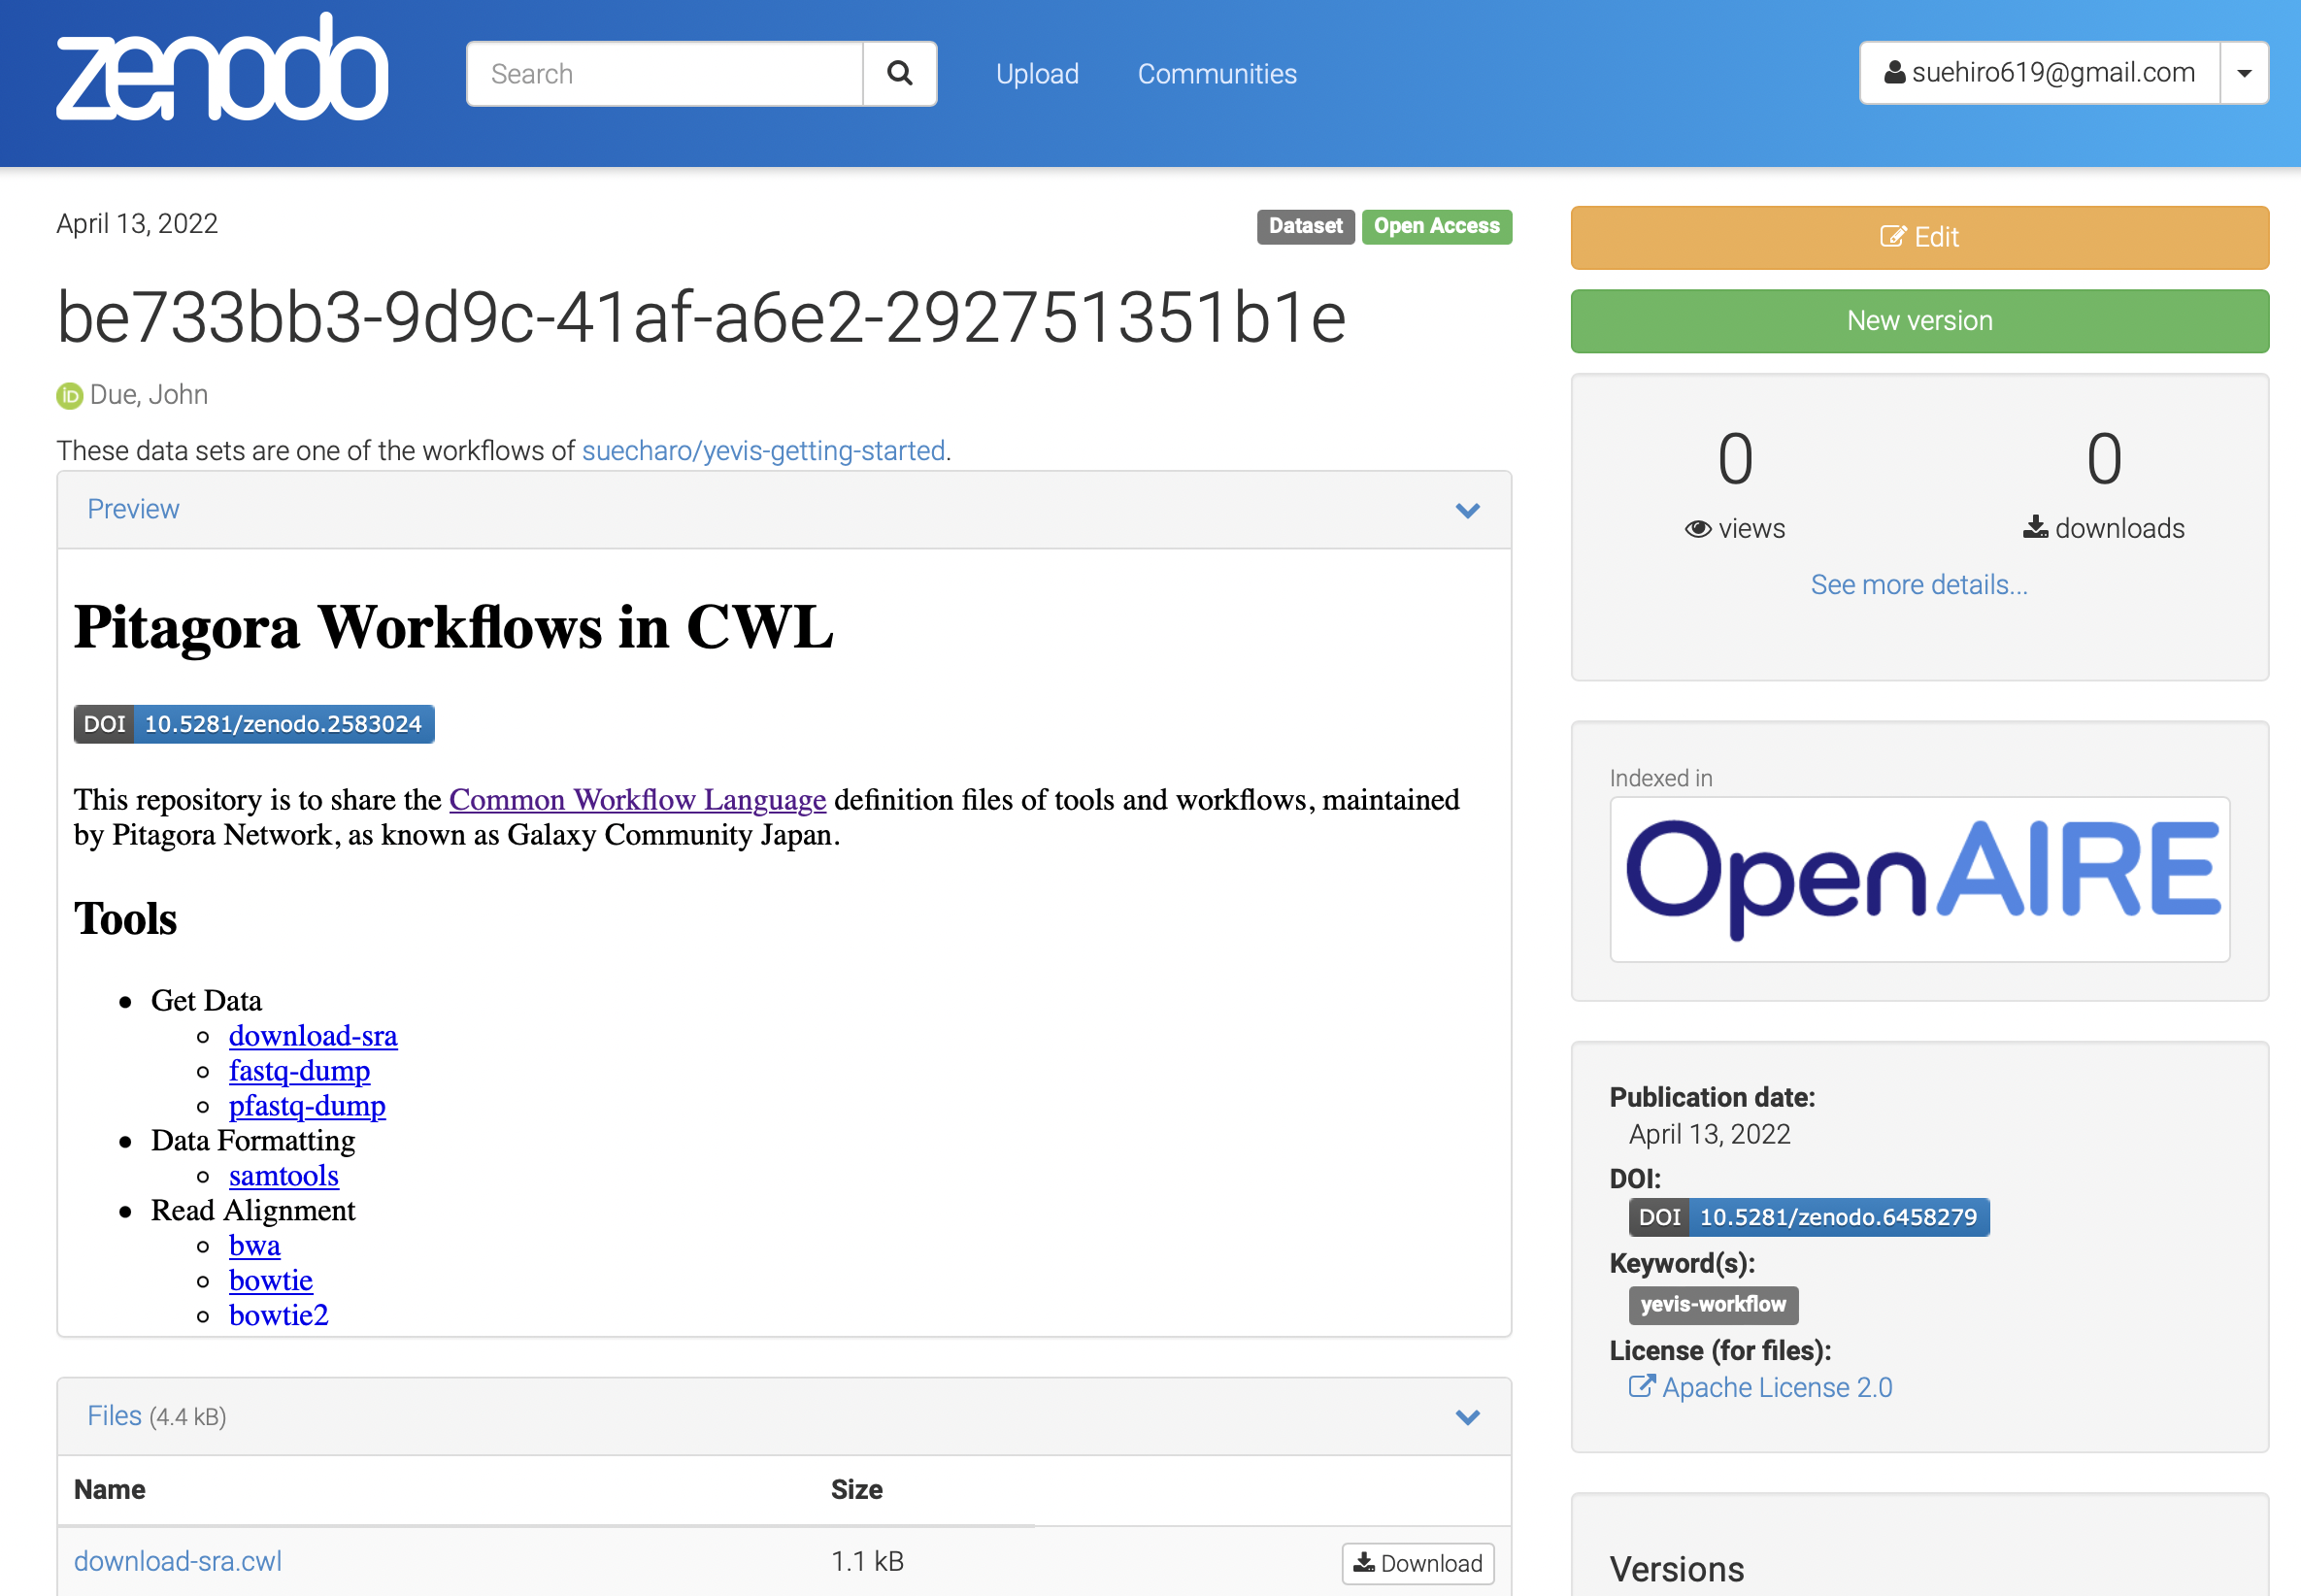 zenodo
Search
Upload
Communities
suehiro619@gmail.com
April 13, 2022
Dataset
Open Access
be733bb3-9d9c-41af-a6e2-292751351b1e
iD Due, John
These data sets are one of the workflows of suecharo/yevis-getting-started.
Preview
Pitagora Workflows in CWL
DOI 10.5281/zenodo.2583024
This repository is to share the Common Workflow Language definition files of tools and workflows, maintained
by Pitagora Network, as known as Galaxy Community Japan.
Tools
Get Data
download-sra
fastq-dump
pfastq-dump
Data Formatting
samtools
Read Alignment
bwa
bowtie
bowtie2
Files (4.4 kB)
Name Size
download-sra.cwl 1.1 kB Download
Edit
New version
0 0
views downloads
See more details...
Indexed in
OpenAIRE
Publication date:
April 13, 2022
DOI:
DOI 10.5281/zenodo.6458279
Keyword(s):
yevis-workflow
License (for files):
Apache License 2.0
Versions